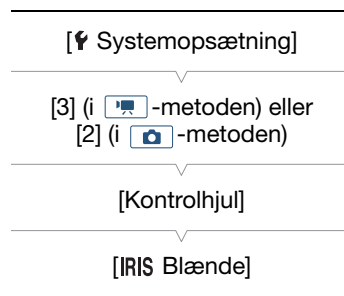 [Systemopsætning]
[3] (i -metoden) eller
[2] (i -metoden)
[Kontrolhjul]
[IRIS Blænde]